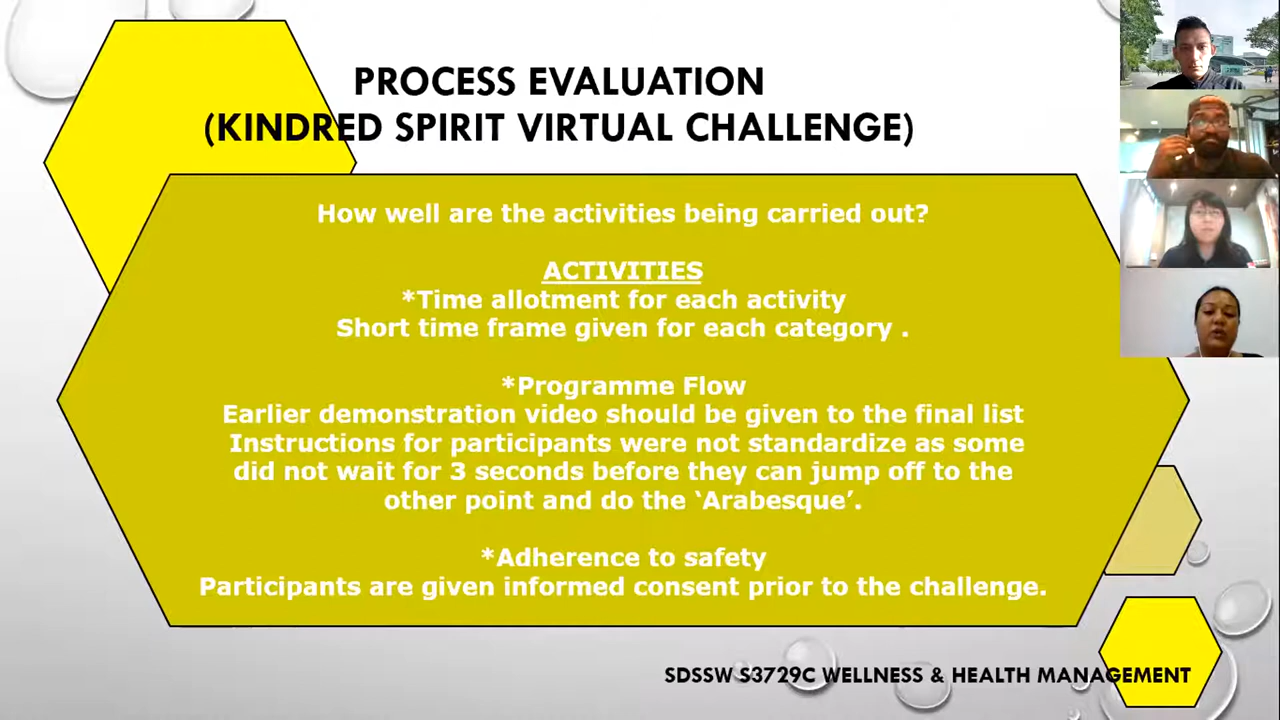 PROCESS EVALUATION
(KINDRED SPIRIT VIRTUAL CHALLENGE)
How well are the activities being carried out?
ACTIVITIES
*Time allotment for each activity
Short time frame given for each category .
*Programme Flow
Earlier demonstration video should be given to the final list
Instructions for participants were not standardize as some
did not wait for 3 seconds before they can jump off to the
other point and do the ‘Arabesque’.
*Adherence to safety
Participants are given informed consent prior to the challenge.
SDSSW S3729C WELLNESS & HEALTH MANAGEMENT